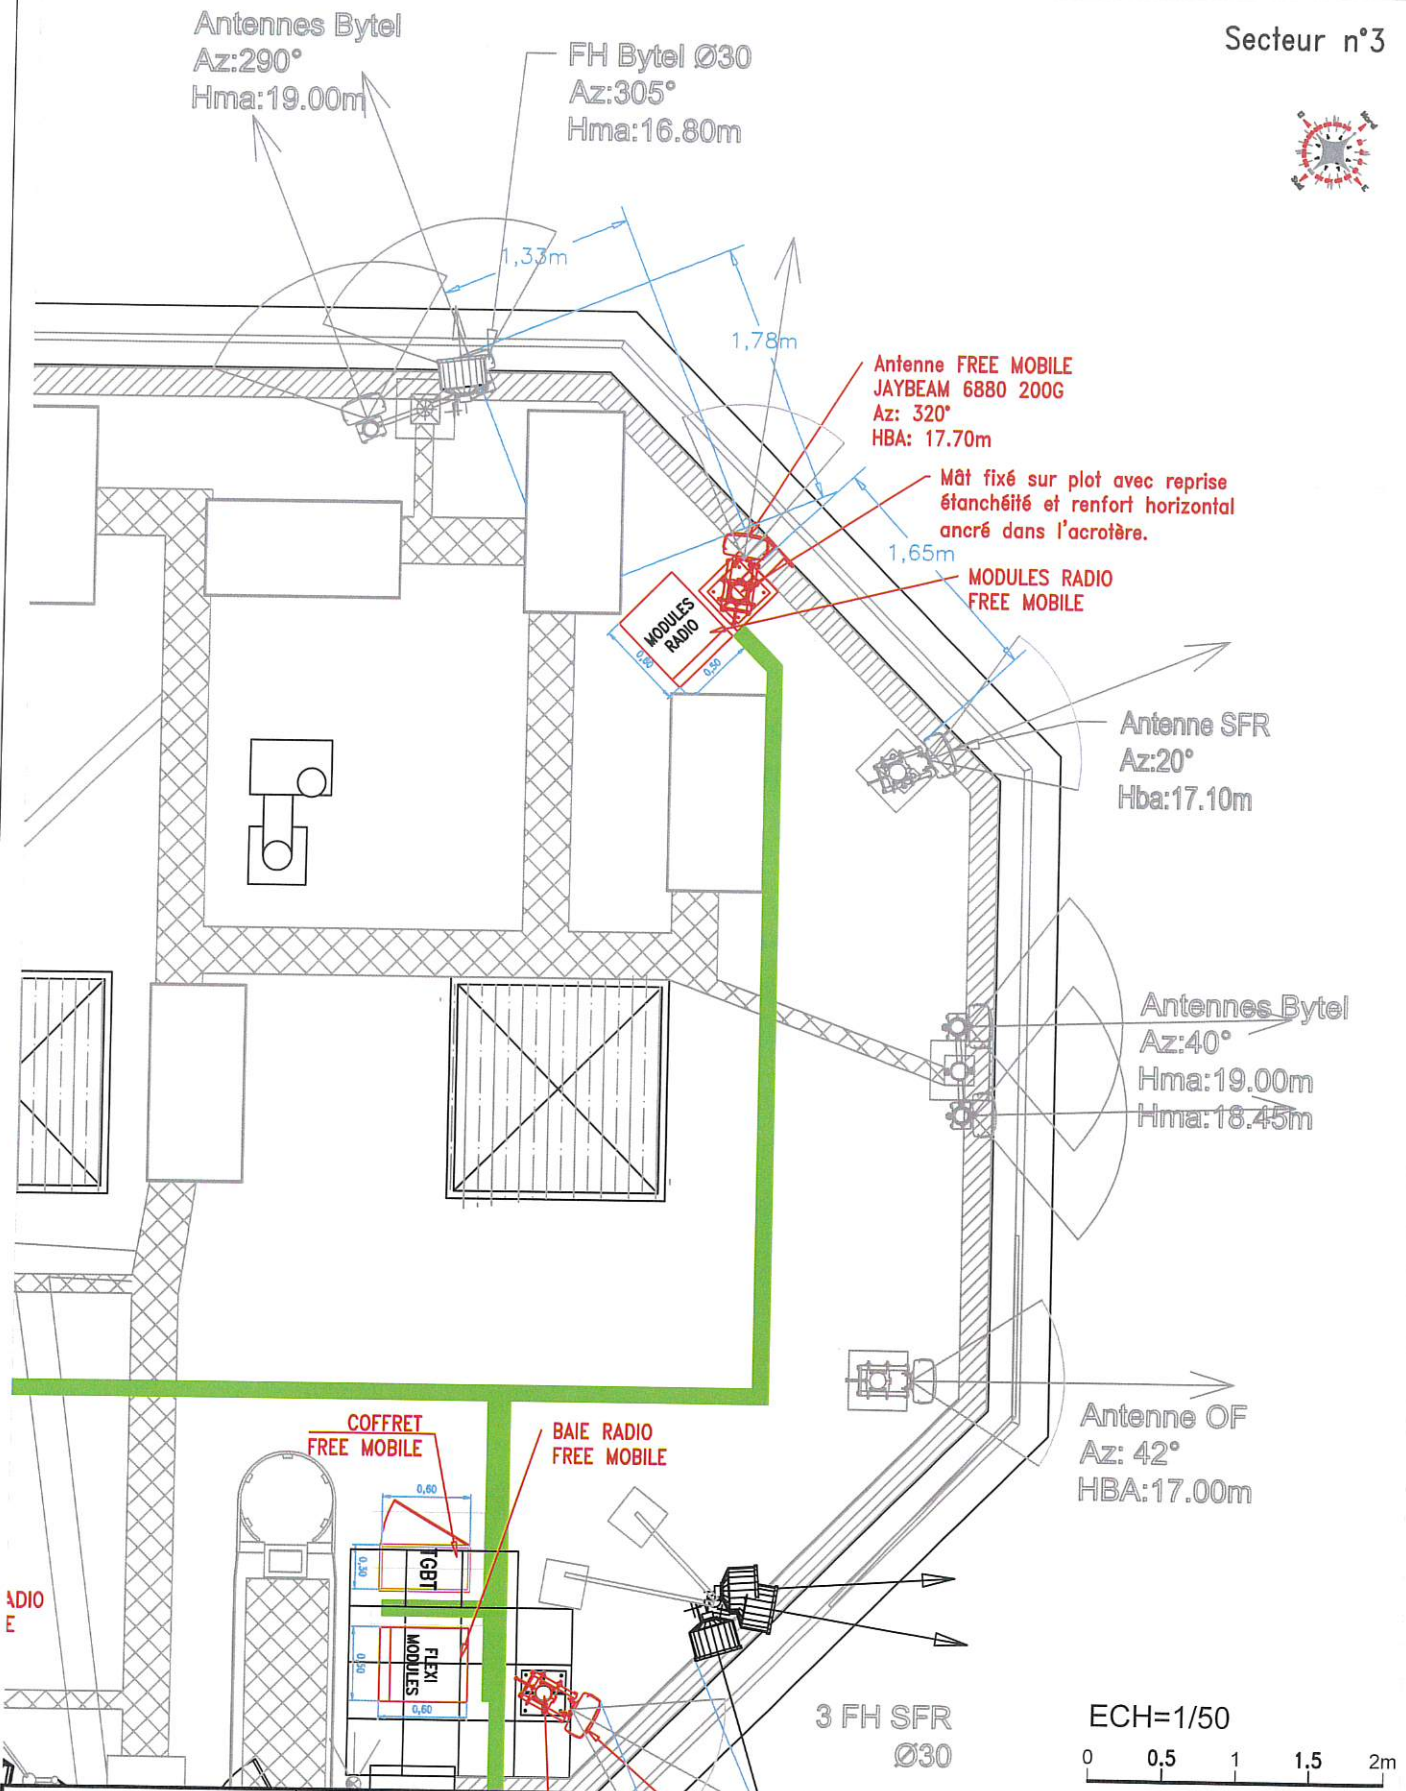 Secteur n°3
Antennes Bytel
Az:290°
Hma:19.00m
FH Bytel Ø30
Az:305°
Hma:16.80m
Nord
E
Sud
O
1,33m
1,78m
Antenne FREE MOBILE
JAYBEAM 6880 200G
Az: 320°
HBA: 17.70m
Mât fixé sur plot avec reprise
étanchéité et renfort horizontal
ancré dans l'acrotère.
1,65m
MODULES RADIO
FREE MOBILE
MODULES
RADIO
0,60
0,50
Antenne SFR
Az:20°
Hba:17.10m
Antennes Bytel
Az:40°
Hma:19.00m
Hma:18.45m
Antenne OF
Az: 42°
HBA:17.00m
COFFRET
FREE MOBILE
BAIE RADIO
FREE MOBILE
0,60
0,30
TGBT
ADIO
E
0,50
FLEXI
MODULES
0,60
3 FH SFR
Ø30
ECH=1/50
0 0.5 1 1.5 2m